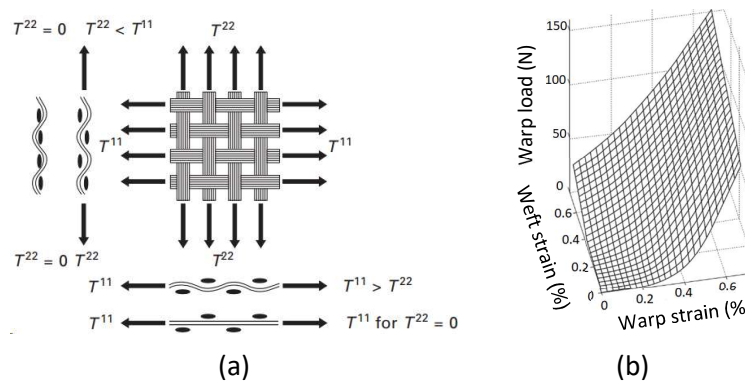 T²² = 0 T²² < T¹¹
T²²
T¹¹
T¹¹
T²² = 0 T²²
T²²
T¹¹
T¹¹ > T²²
T¹¹
T¹¹ for T²² = 0
(a)
(b)
Warp load (N)
150
100
50
0
Weft strain (%)
0.6
0.4
0.2
0
0
0.2
0.4
0.6
Warp strain (%